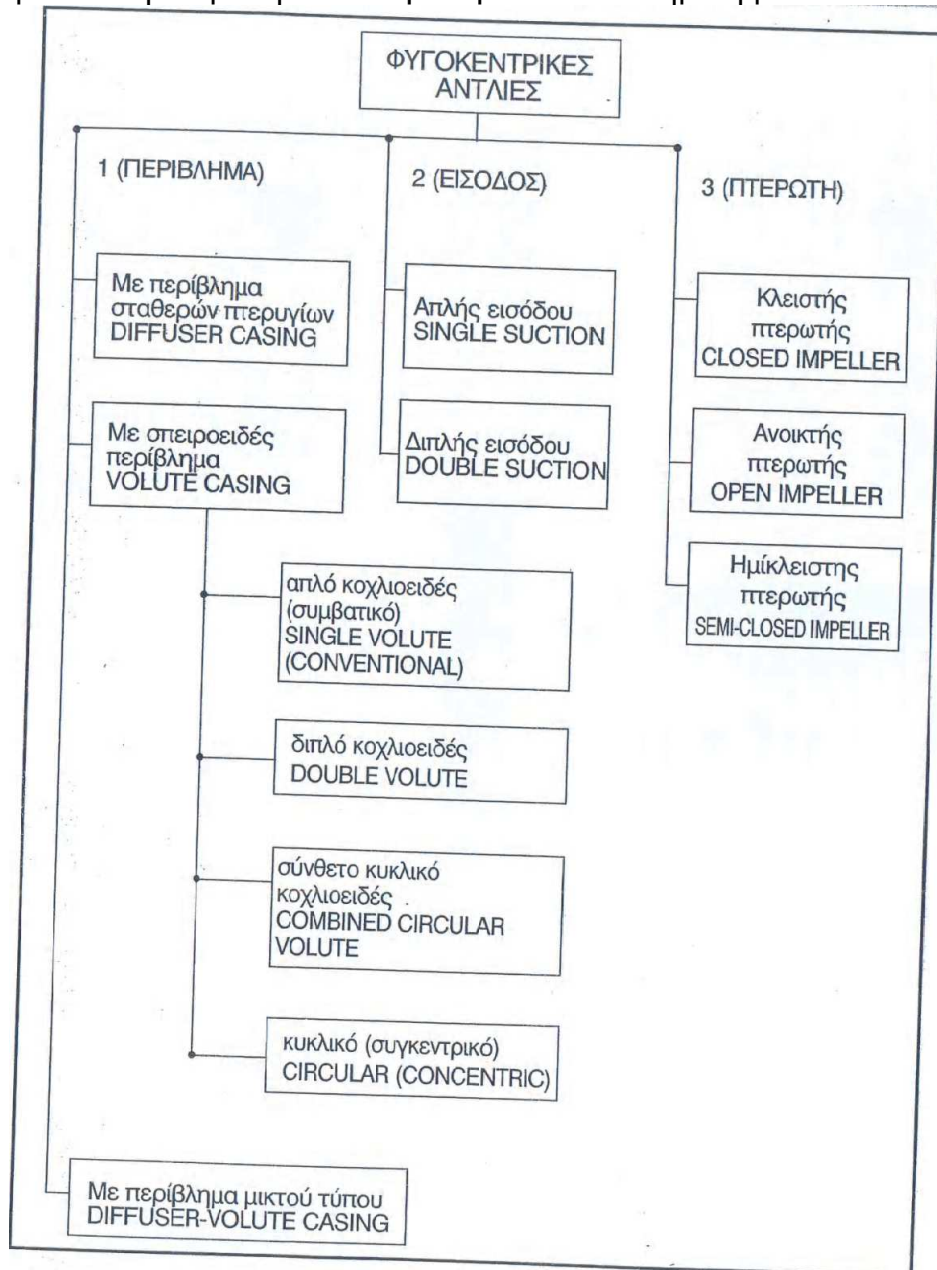 ΦΥΓΟΚΕΝΤΡΙΚΕΣ
ΑΝΤΛΙΕΣ
1 (ΠΕΡΙΒΛΗΜΑ)
Με περίβλημα
σταθερών πτερυγίων
DIFFUSER CASING
Με σπειροειδές
περίβλημα
VOLUTE CASING
απλό κοχλιοειδές
(συμβατικό)
SINGLE VOLUTE
(CONVENTIONAL)
διπλό κοχλιοειδές
DOUBLE VOLUTE
σύνθετο κυκλικό
κοχλιοειδές
COMBINED CIRCULAR
VOLUTE
κυκλικό (συγκεντρικό)
CIRCULAR (CONCENTRIC)
Με περίβλημα μικτού τύπου
DIFFUSER-VOLUTE CASING
2 (ΕΙΣΟΔΟΣ)
Απλής εισόδου
SINGLE SUCTION
Διπλής εισόδου
DOUBLE SUCTION
3 (ΠΤΕΡΩΤΗ)
Κλειστής
πτερωτής
CLOSED IMPELLER
Ανοικτής
πτερωτής
OPEN IMPELLER
Ημίκλειστης
πτερωτής
SEMI-CLOSED IMPELLER